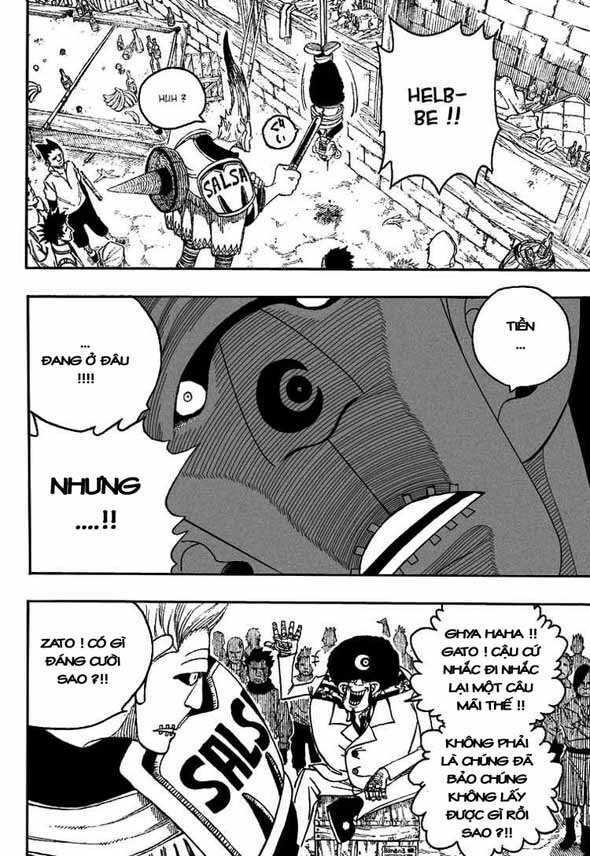 HELB-
BE !!
HUH ?
ぐい
SALSA
TIỀN
...
...
ĐANG Ở ĐÂU
!!!!
NHƯNG
....!!
GHYA HAHA !!
GATO ! CẬU CỨ
NHẮC ĐI NHẮC
LẠI MỘT CÂU
MÃI THẾ !!
KHÔNG PHẢI
LÀ CHÚNG ĐÃ
BẢO CHÚNG
KHÔNG LẤY
ĐƯỢC GÌ RỒI
SAO ?!!
ZATO ! CÓ GÌ
ĐÁNG CƯỜI
SAO ?!!
SALS